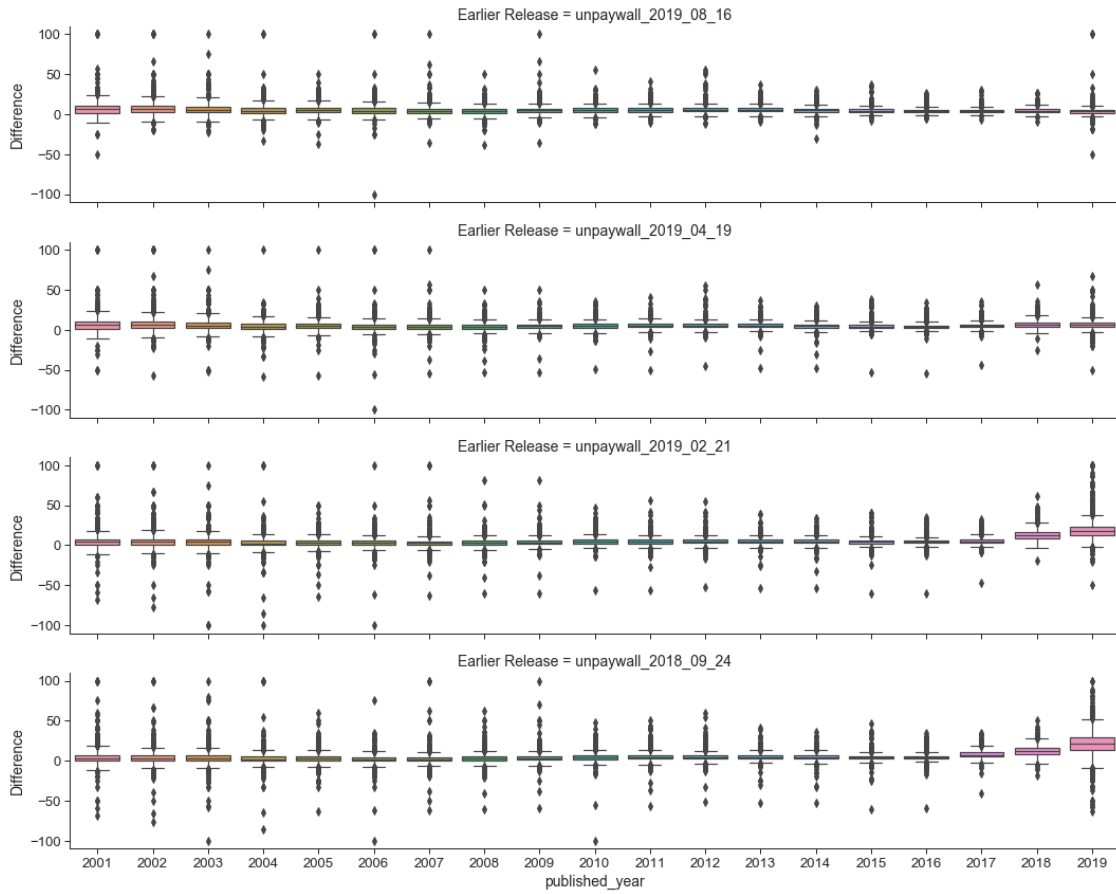 Earlier Release = unpaywall_2019_08_16
100
50
0
−50
−100
Difference
Earlier Release = unpaywall_2019_04_19
100
50
0
−50
−100
Difference
Earlier Release = unpaywall_2019_02_21
100
50
0
−50
−100
Difference
Earlier Release = unpaywall_2018_09_24
100
50
0
−50
−100
Difference
2001 2002 2003 2004 2005 2006 2007 2008 2009 2010 2011 2012 2013 2014 2015 2016 2017 2018 2019
published_year